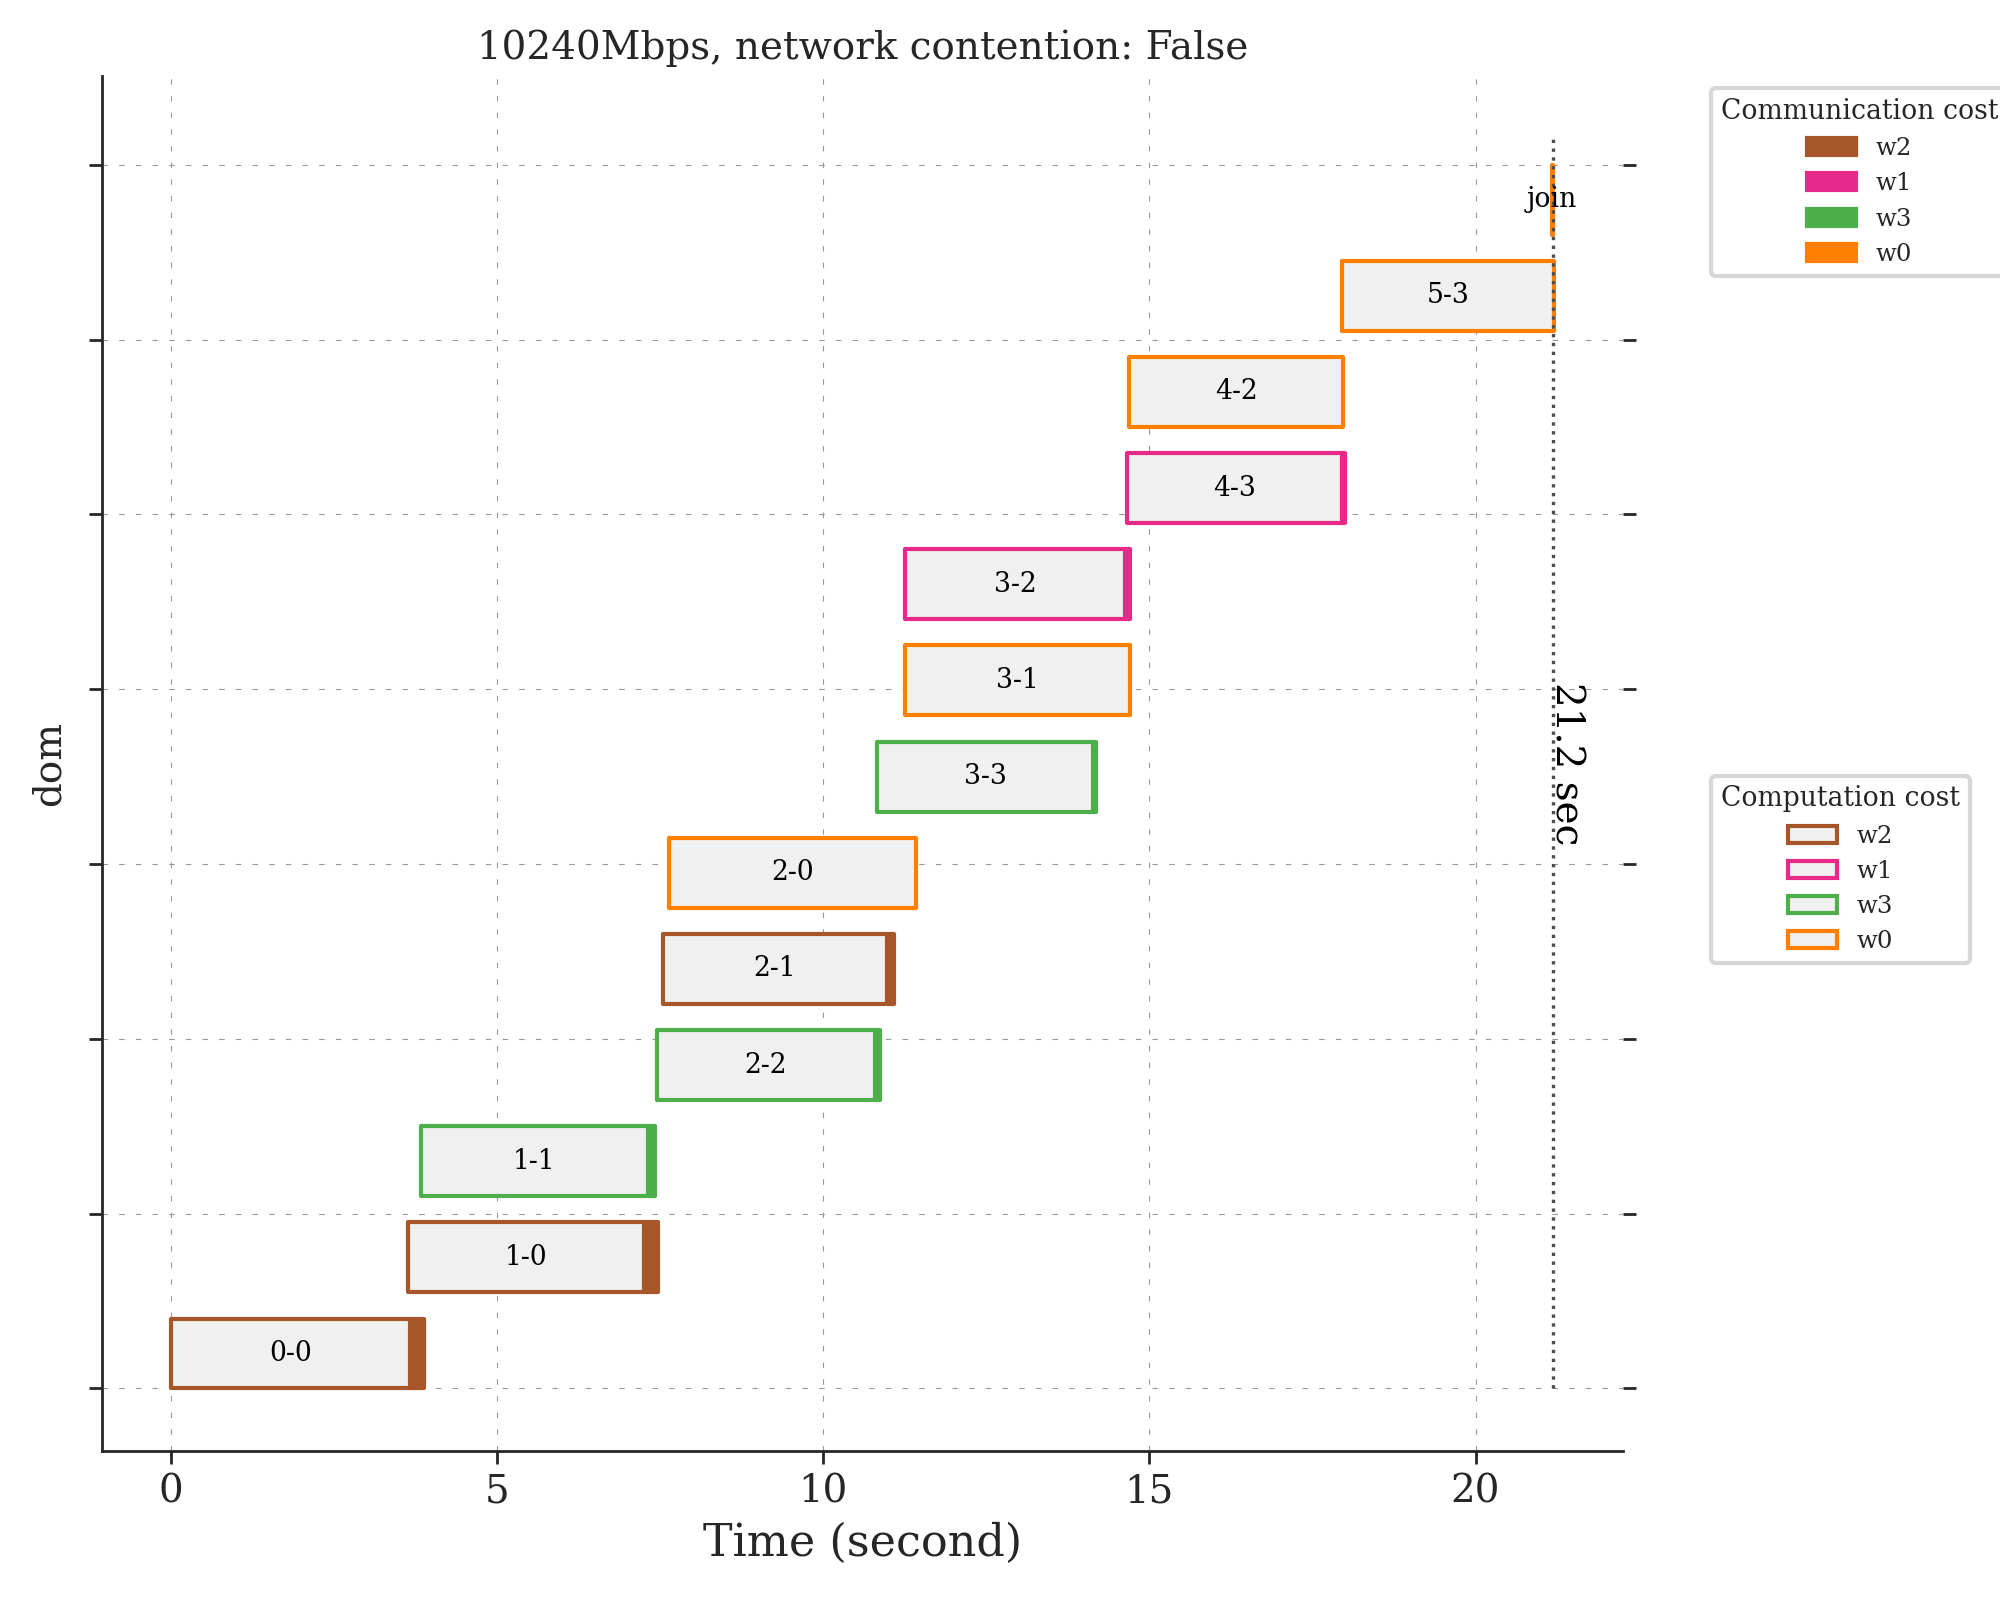 10240Mbps, network contention: False
Communication cost
w2
w1
w3
w0
join
5-3
4-2
4-3
3-2
3-1
3-3
2-0
2-1
2-2
1-1
1-0
0-0
21.2 sec
dom
Computation cost
w2
w1
w3
w0
0 5 10 15 20
Time (second)